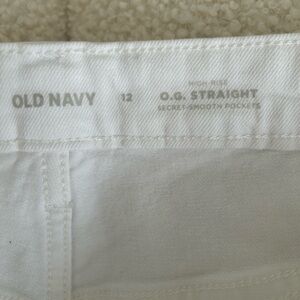 OLD NAVY 12
HIGH-RISE
O.G. STRAIGHT
SECRET-SMOOTH POCKETS